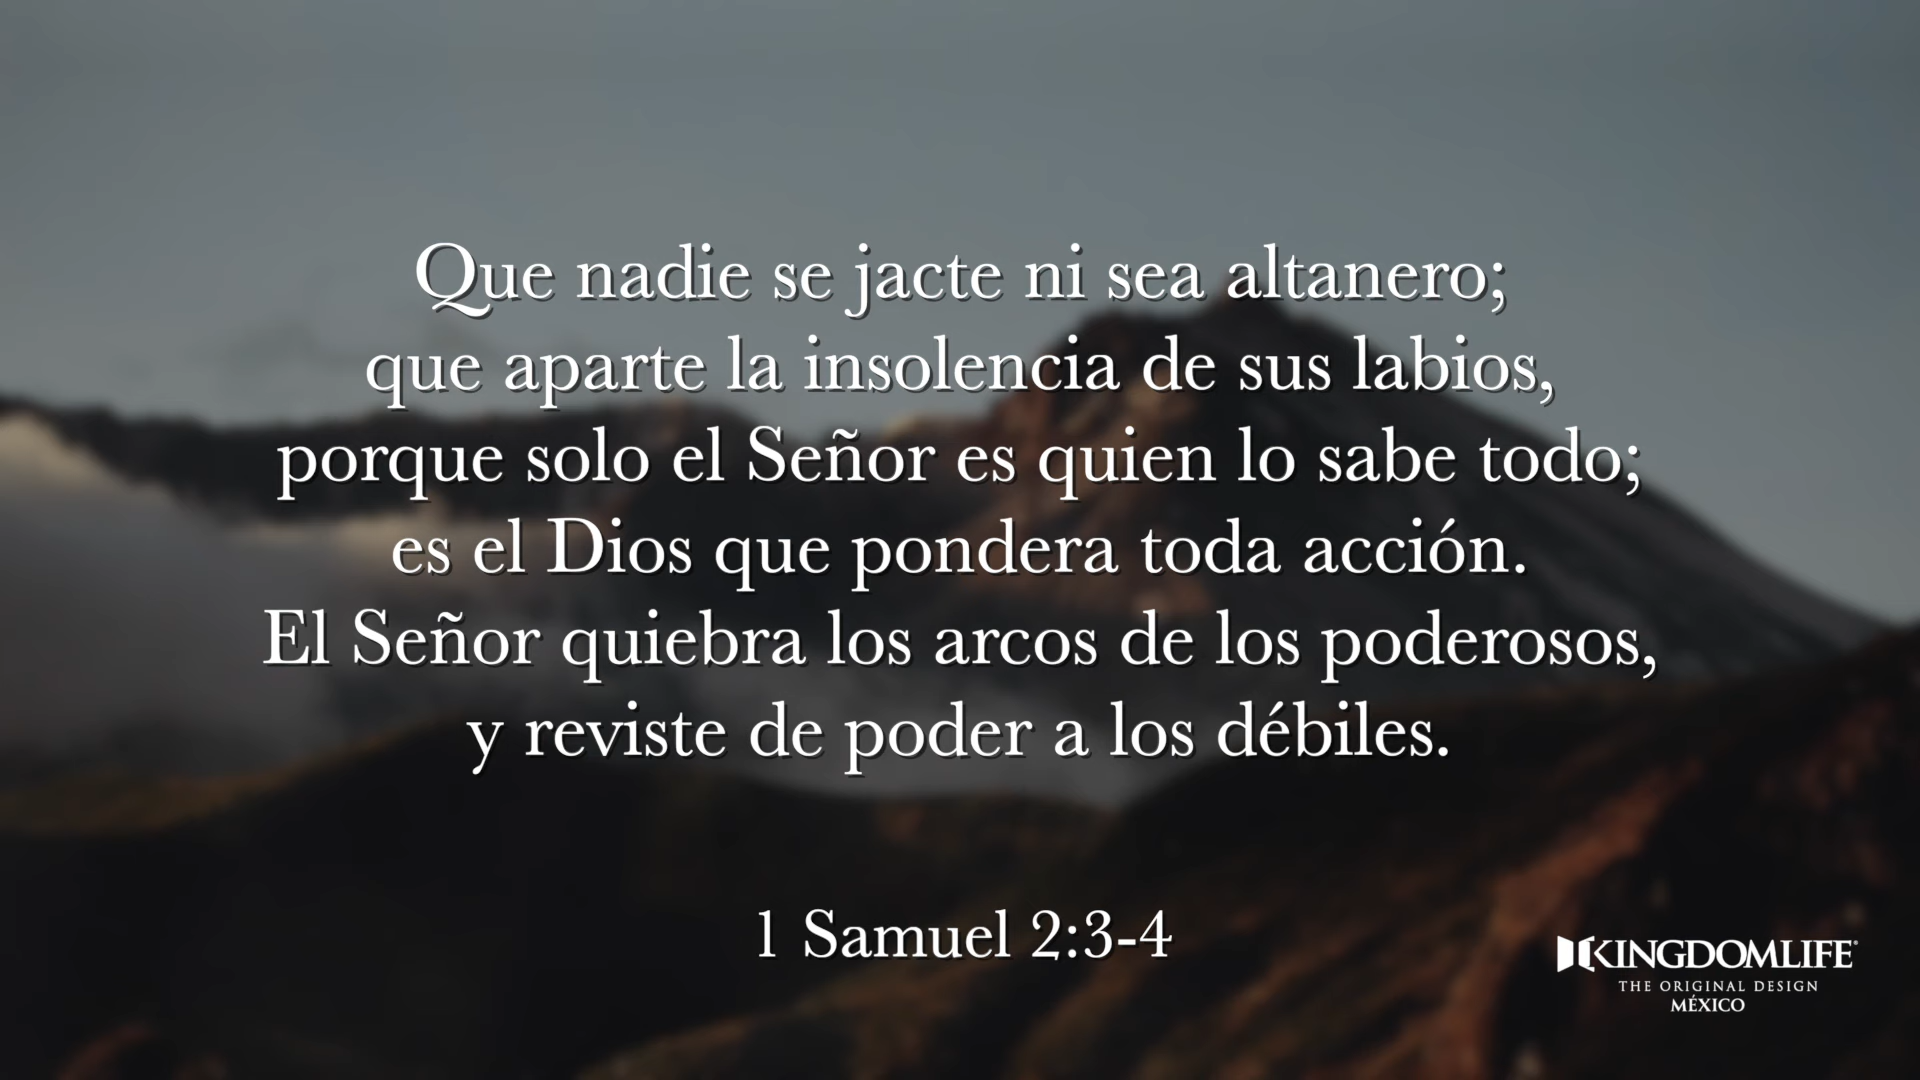 Que nadie se jacte ni sea altanero;
que aparte la insolencia de sus labios,
porque solo el Señor es quien lo sabe todo;
es el Dios que pondera toda acción.
El Señor quiebra los arcos de los poderosos,
y reviste de poder a los débiles.
1 Samuel 2:3-4
KINGDOMLIFE
THE ORIGINAL DESIGN
MÉXICO